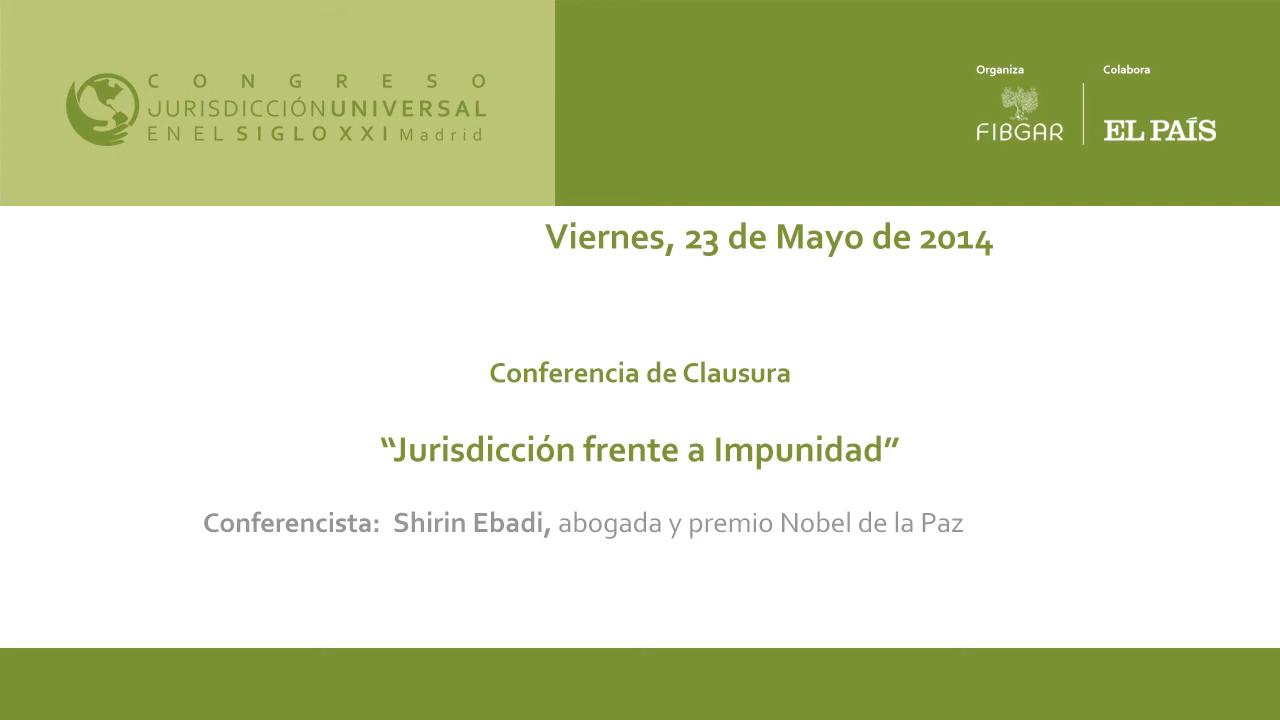 CONGRESO
JURISDICCIÓN UNIVERSAL
EN EL SIGLO XXI Madrid
Organiza
FIBGAR
Colabora
EL PAÍS
Viernes, 23 de Mayo de 2014
Conferencia de Clausura
“Jurisdicción frente a Impunidad”
Conferencista: Shirin Ebadi, abogada y premio Nobel de la Paz